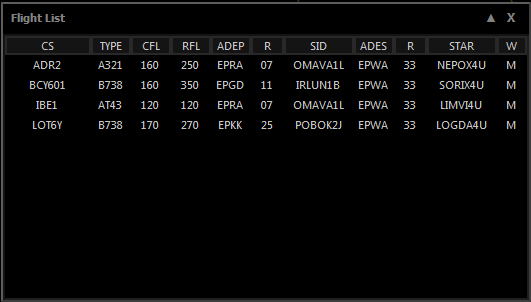 Flight List ▲ X
CS TYPE CFL RFL ADEP R SID ADES R STAR W
ADR2 A321 160 250 EPRA 07 OMAVA1L EPWA 33 NEPOX4U M
BCY601 B738 160 350 EPGD 11 IRLUN1B EPWA 33 SORIX4U M
IBE1 AT43 120 120 EPRA 07 OMAVA1L EPWA 33 LIMVI4U M
LOT6Y B738 170 270 EPKK 25 POBOK2J EPWA 33 LOGDA4U M